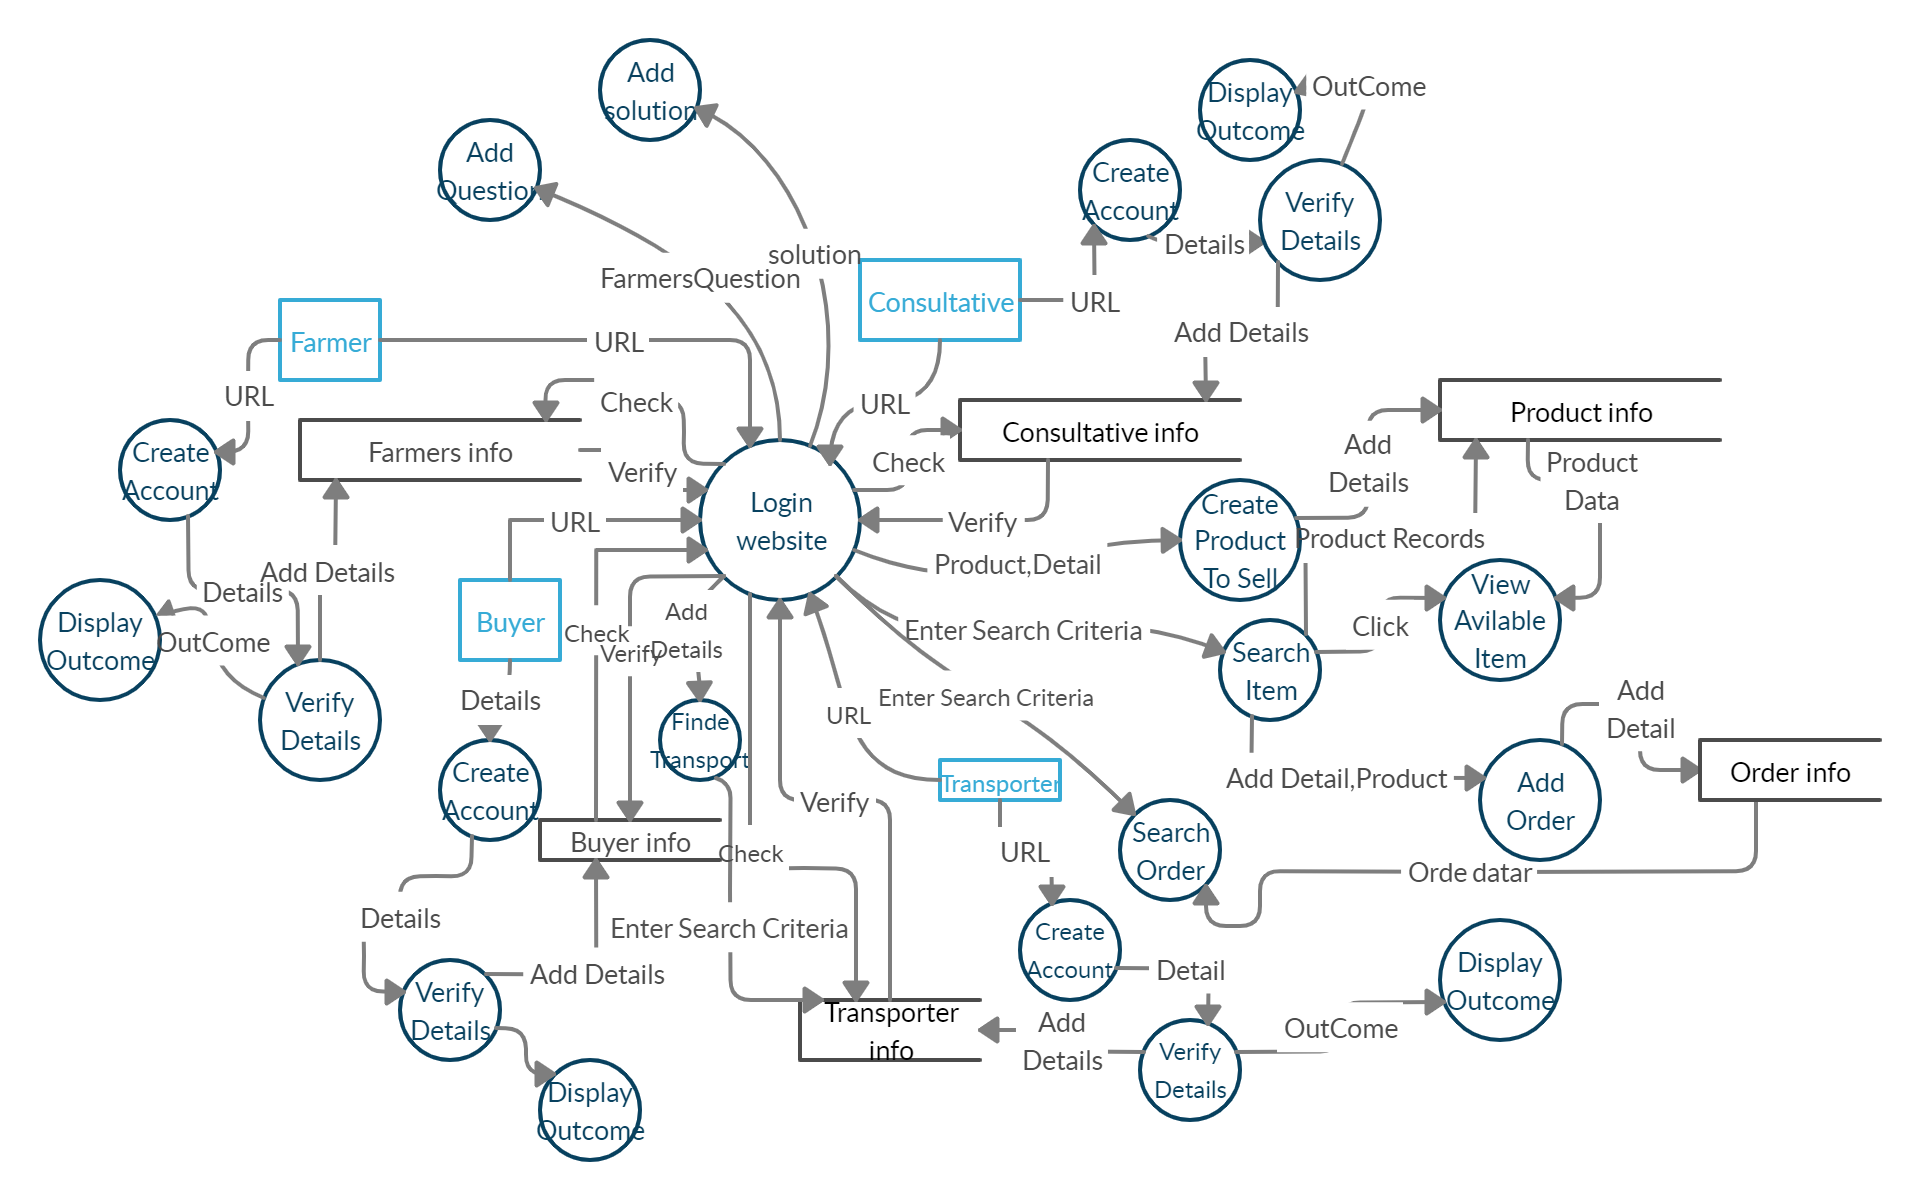 Add
solution
Add
Question
Display
Outcome
OutCome
Create
Account
Verify
Details
Details
solution
FarmersQuestion
Consultative
URL
Add Details
Farmer
URL
URL
Check
URL
Farmers info
Verify
Create
Account
Login
website
Check
Consultative info
Verify
Product info
Add
Details
Product
Data
Create
Product
To Sell
Product Records
Product,Detail
URL
Add Details
Details
Display
Outcome
OutCome
Verify
Details
Buyer
Check
Verify
Add
Details
Enter Search Criteria
Search
Item
Click
View
Avilable
Item
Details
Finde
Transport
URL
Enter Search Criteria
Add
Detail
Create
Account
Transporter
Add Detail,Product
Add
Order
Order info
Verify
Buyer info
Check
URL
Search
Order
Orde datar
Details
Enter Search Criteria
Create
Account
Detail
Verify
Details
Add Details
Transporter
info
Add
Details
Verify
Details
OutCome
Display
Outcome
Display
Outcome